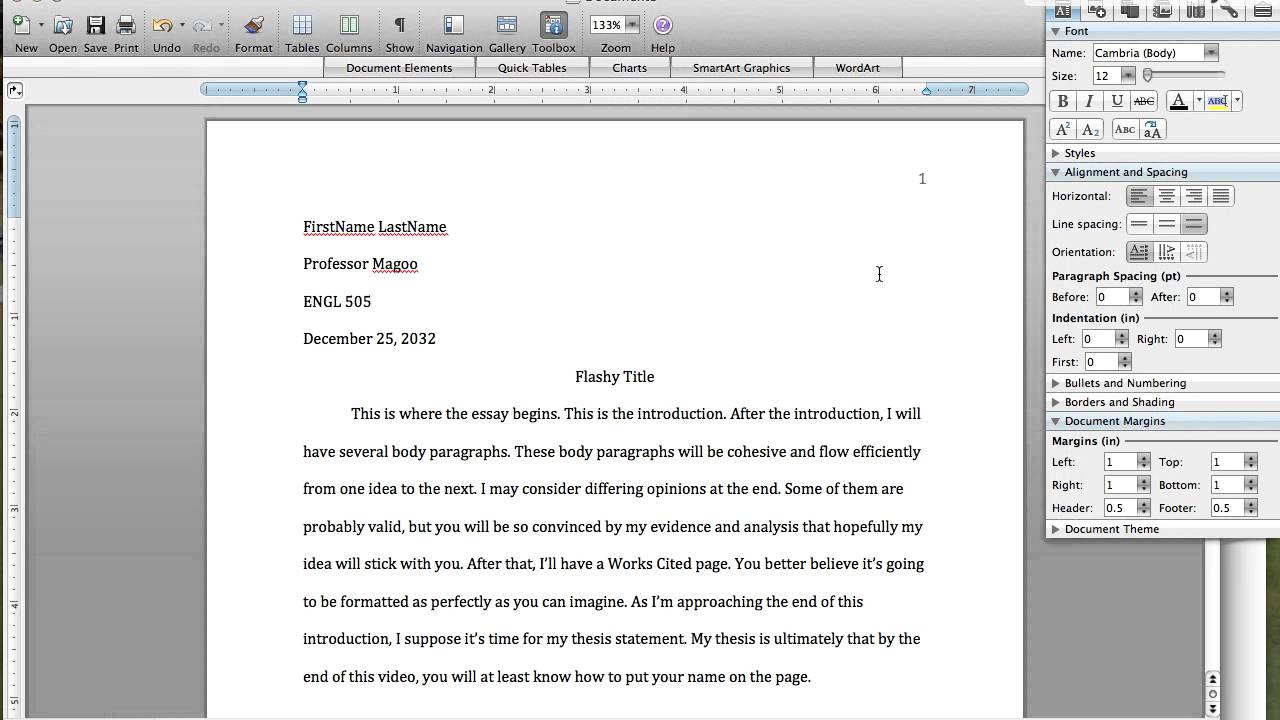 New Open Save Print Undo Redo Format Tables Columns Show Navigation Gallery Toolbox Zoom Help
133%
Document Elements Quick Tables Charts SmartArt Graphics WordArt
1 2 3 4 5 6 7
1
FirstName LastName
Professor Magoo
ENGL 505
December 25, 2032
Flashy Title
This is where the essay begins. This is the introduction. After the introduction, I will
have several body paragraphs. These body paragraphs will be cohesive and flow efficiently
from one idea to the next. I may consider differing opinions at the end. Some of them are
probably valid, but you will be so convinced by my evidence and analysis that hopefully my
idea will stick with you. After that, I’ll have a Works Cited page. You better believe it’s going
to be formatted as perfectly as you can imagine. As I’m approaching the end of this
introduction, I suppose it’s time for my thesis statement. My thesis is ultimately that by the
end of this video, you will at least know how to put your name on the page.
1
1
2
3
4
5
Font
Name: Cambria (Body)
Size: 12
B I U ABC A ABC
A2 A2 ABC aA
Styles
Alignment and Spacing
Horizontal:
Line spacing:
Orientation:
Paragraph Spacing (pt)
Before: 0 After: 0
Indentation (in)
Left: 0 Right: 0
First: 0
Bullets and Numbering
Borders and Shading
Document Margins
Margins (in)
Left: 1 Top: 1
Right: 1 Bottom: 1
Header: 0.5 Footer: 0.5
Document Theme